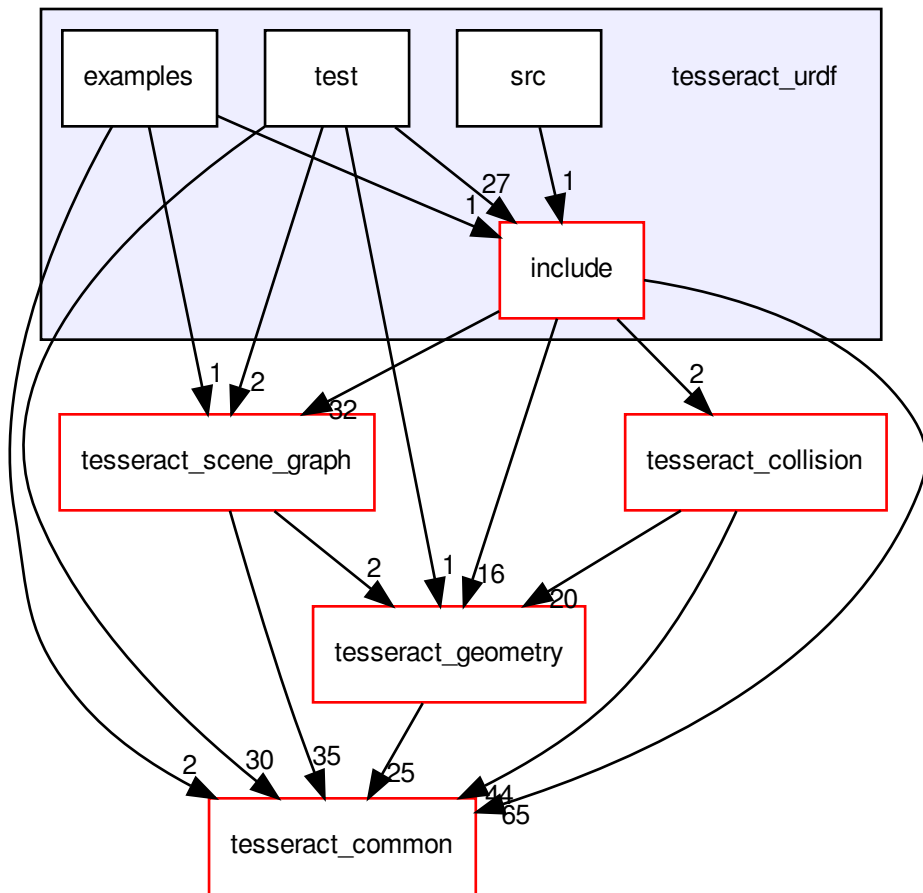 examples
test
src
tesseract_urdf
27
1
1
include
1
2
32
2
tesseract_scene_graph
tesseract_collision
2
1
16
20
tesseract_geometry
2
30
35
25
44
65
tesseract_common